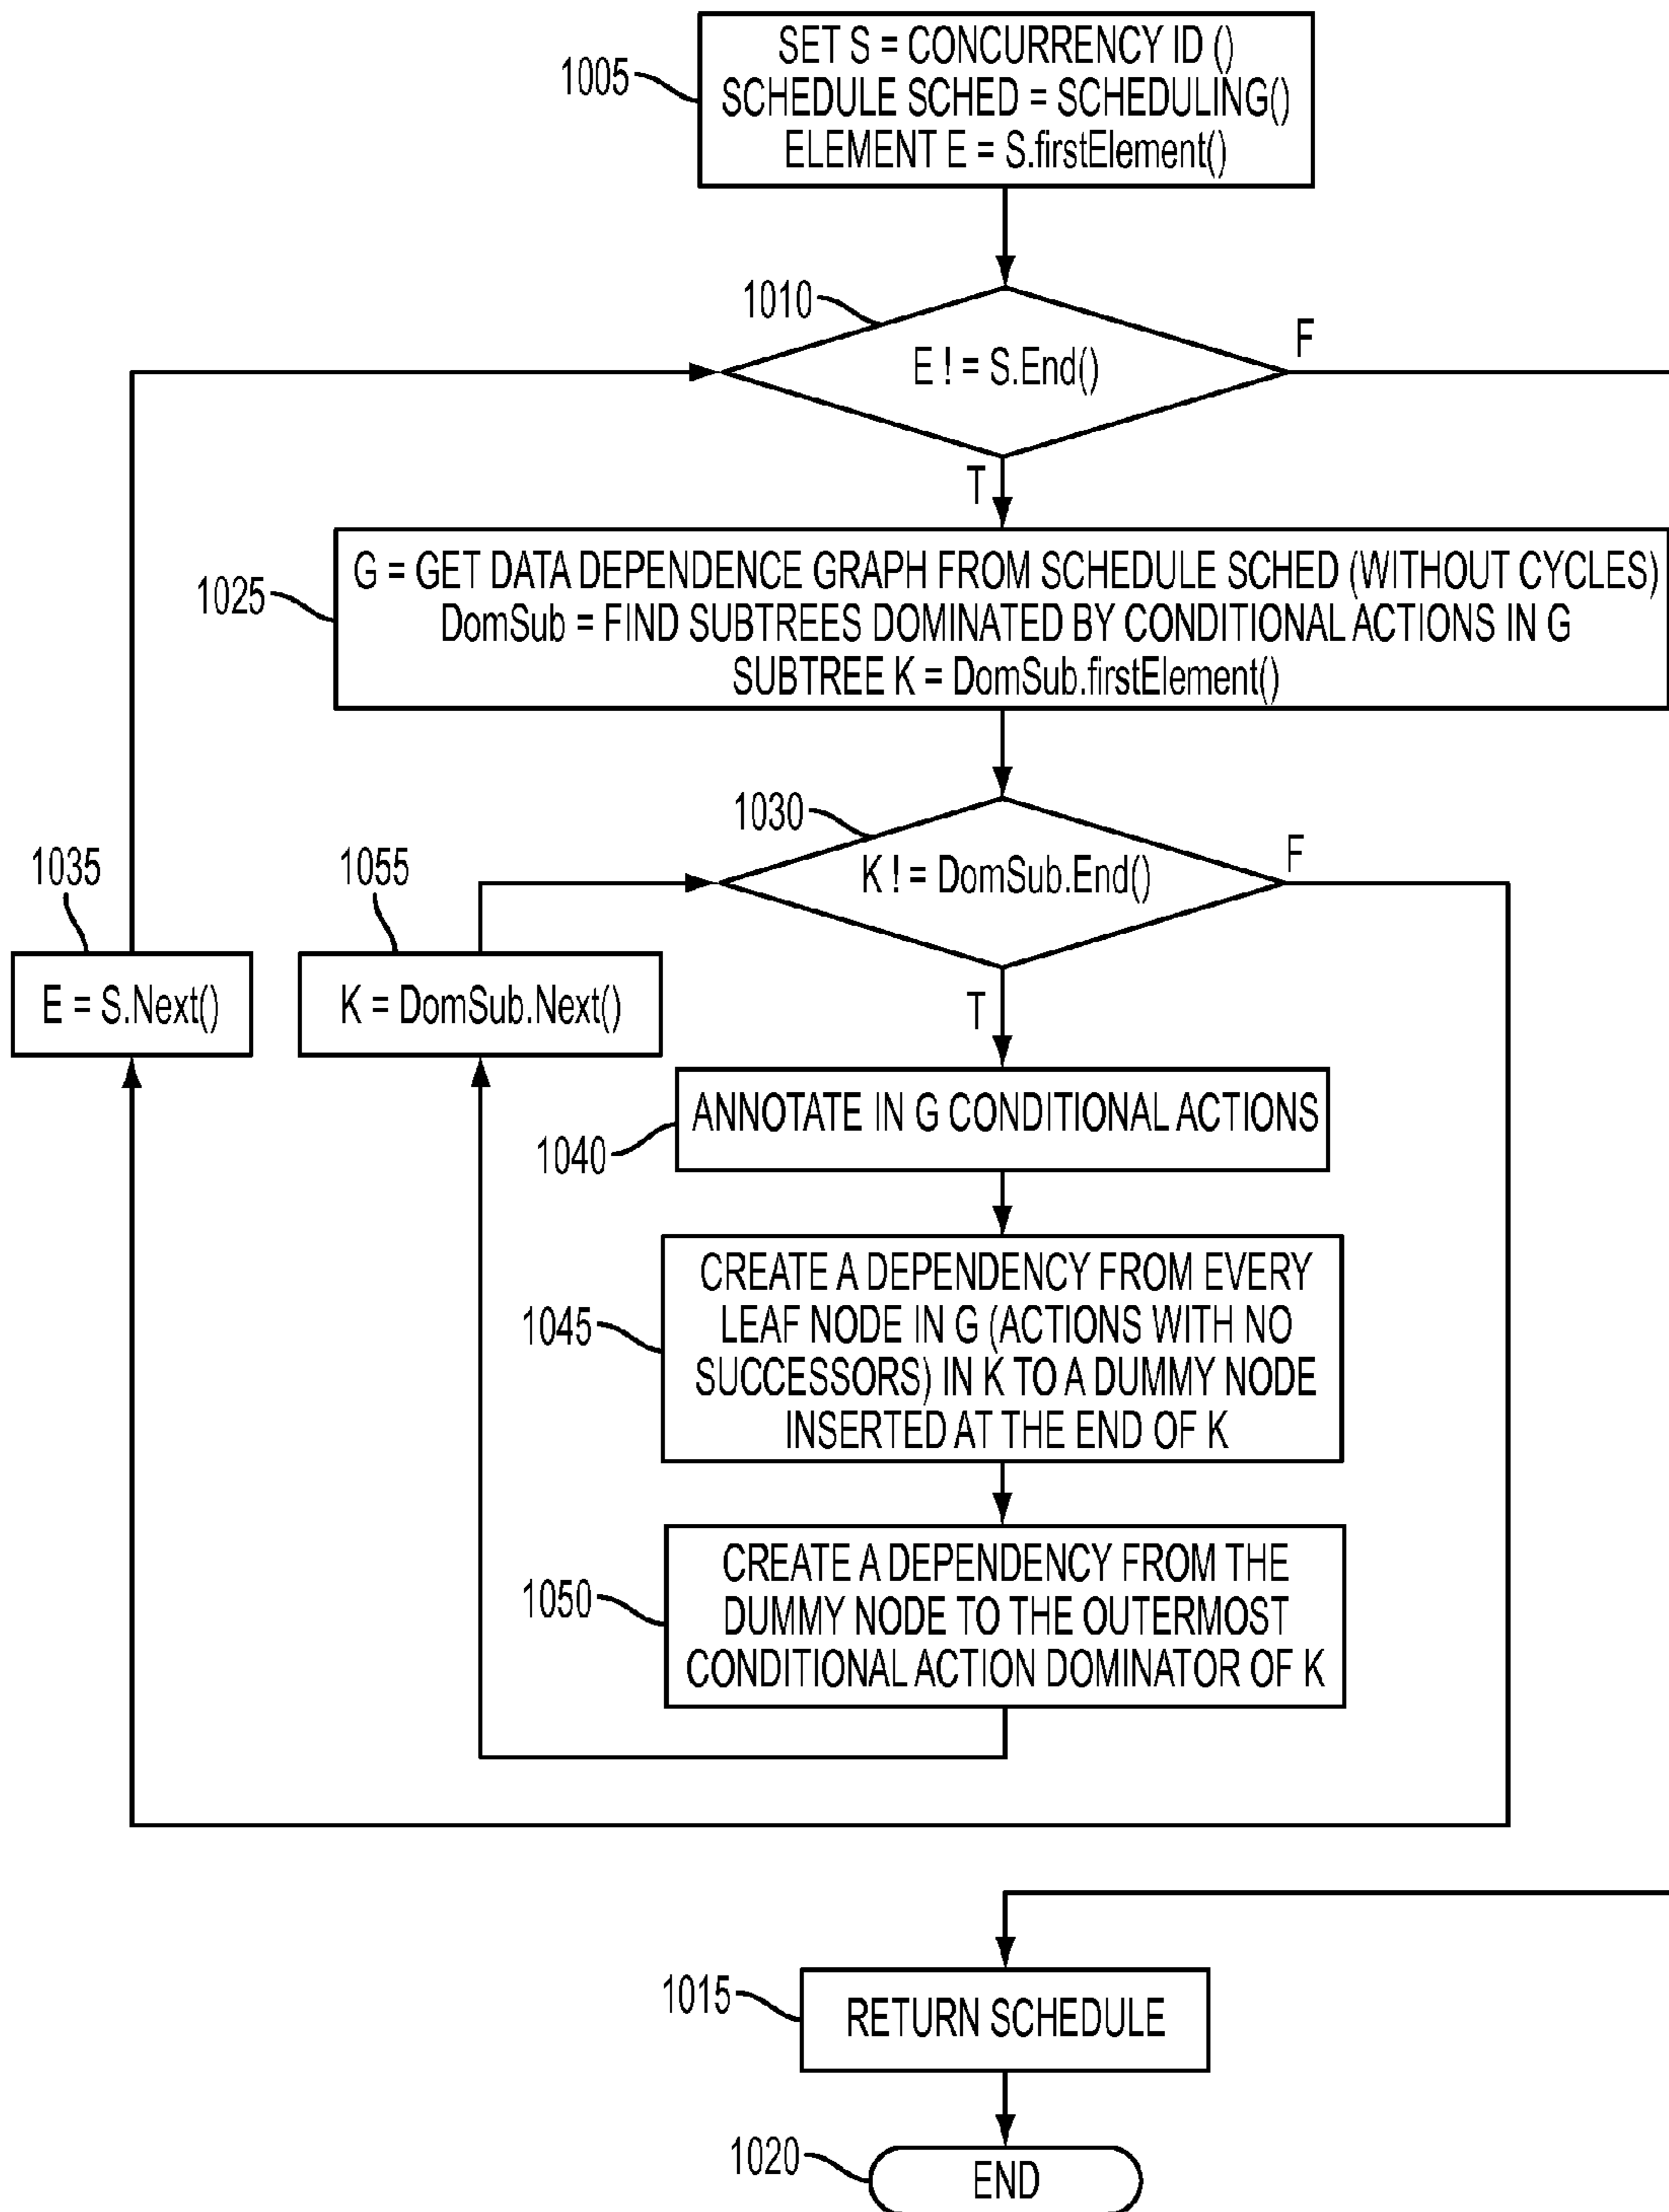 1005
SET S = CONCURRENCY ID ()
SCHEDULE SCHED = SCHEDULING()
ELEMENT E = S.firstElement()
1010
E ! = S.End()
F
T
1025
G = GET DATA DEPENDENCE GRAPH FROM SCHEDULE SCHED (WITHOUT CYCLES)
DomSub = FIND SUBTREES DOMINATED BY CONDITIONAL ACTIONS IN G
SUBTREE K = DomSub.firstElement()
1030
K ! = DomSub.End()
F
T
1035
E = S.Next()
1055
K = DomSub.Next()
1040
ANNOTATE IN G CONDITIONAL ACTIONS
1045
CREATE A DEPENDENCY FROM EVERY
LEAF NODE IN G (ACTIONS WITH NO
SUCCESSORS) IN K TO A DUMMY NODE
INSERTED AT THE END OF K
1050
CREATE A DEPENDENCY FROM THE
DUMMY NODE TO THE OUTERMOST
CONDITIONAL ACTION DOMINATOR OF K
1015
RETURN SCHEDULE
1020
END